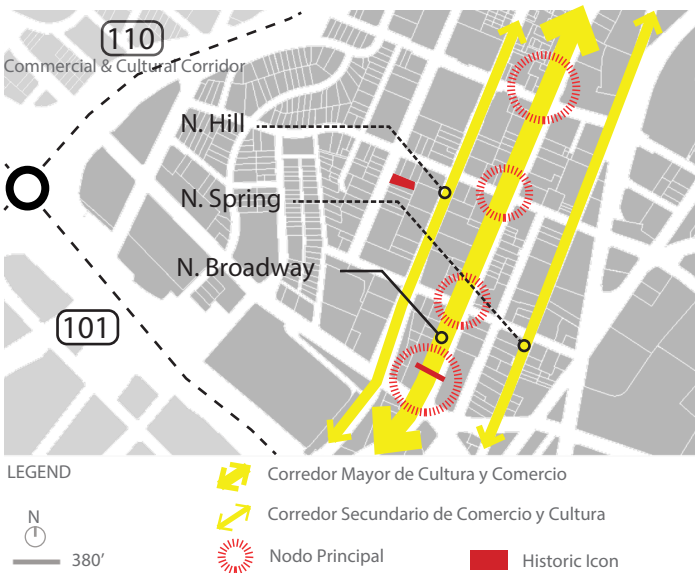 110
Commercial & Cultural Corridor
N. Hill
N. Spring
N. Broadway
101
LEGEND
Corredor Mayor de Cultura y Comercio
Corredor Secundario de Comercio y Cultura
N
380’
Nodo Principal
Historic Icon